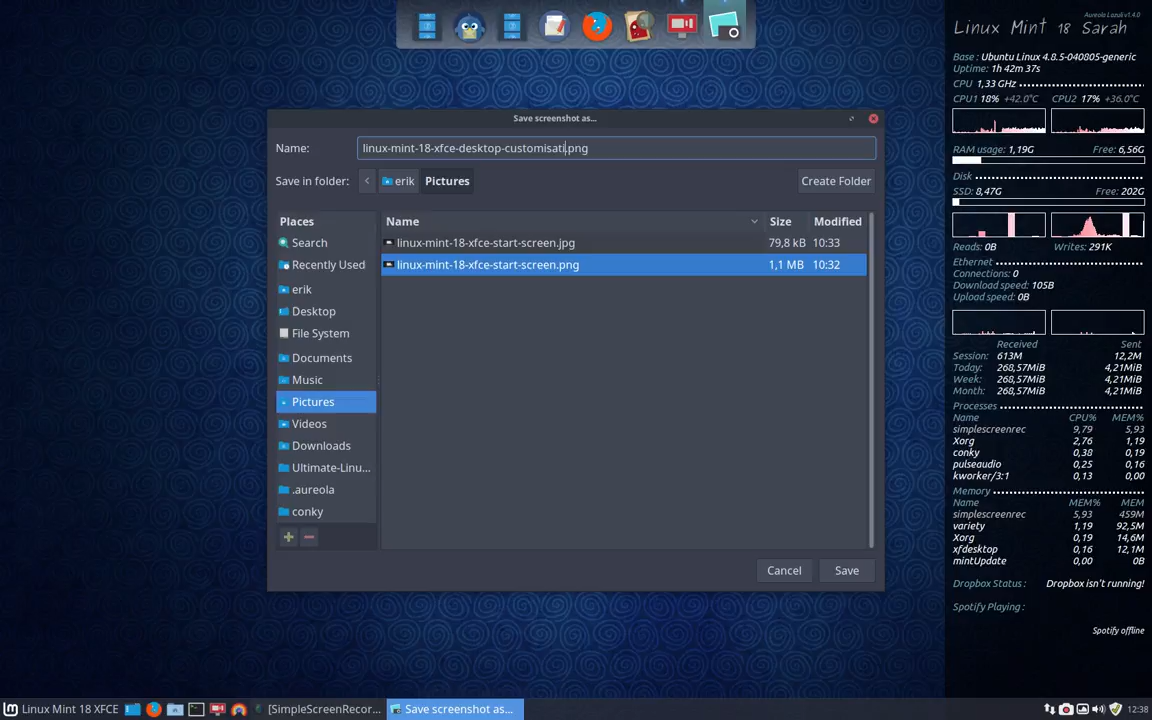 Aureola Lazuli v1.4.0
Linux Mint 18 Sarah
Base : Ubuntu Linux 4.8.5-040805-generic
Uptime: 1h 42m 37s
CPU 1,33 GHz
CPU1 18% +42.0°C CPU2 17% +36.0°C
RAM usage: 1,19G Free: 6,56G
Disk
SSD: 8,47G Free: 202G
Reads: 0B Writes: 291K
Ethernet
Connections: 0
Download speed: 105B
Upload speed: 0B
Received Sent
Session: 613M 12,2M
Today: 268,57MiB 4,21MiB
Week: 268,57MiB 4,21MiB
Month: 268,57MiB 4,21MiB
Processes
Name CPU% MEM%
simplescreenrec 9,79 5,93
Xorg 2,76 1,19
conky 0,38 0,19
pulseaudio 0,25 0,16
kworker/3:1 0,13 0,00
Memory
Name MEM% MEM
simplescreenrec 5,93 459M
variety 1,19 92,5M
Xorg 0,19 14,6M
xfdesktop 0,16 12,1M
mintUpdate 0,00 0B
Dropbox Status : Dropbox isn't running!
Spotify Playing :
Spotify offline
Save screenshot as...
Name: linux-mint-18-xfce-desktop-customisati.png
Save in folder: < erik Pictures Create Folder
Places
Search
Recently Used
erik
Desktop
File System
Documents
Music
Pictures
Videos
Downloads
Ultimate-Linu...
.aureola
conky
Name Size Modified
linux-mint-18-xfce-start-screen.jpg 79,8 kB 10:33
linux-mint-18-xfce-start-screen.png 1,1 MB 10:32
Cancel Save
Linux Mint 18 XFCE [SimpleScreenRecor... Save screenshot as... 12:38